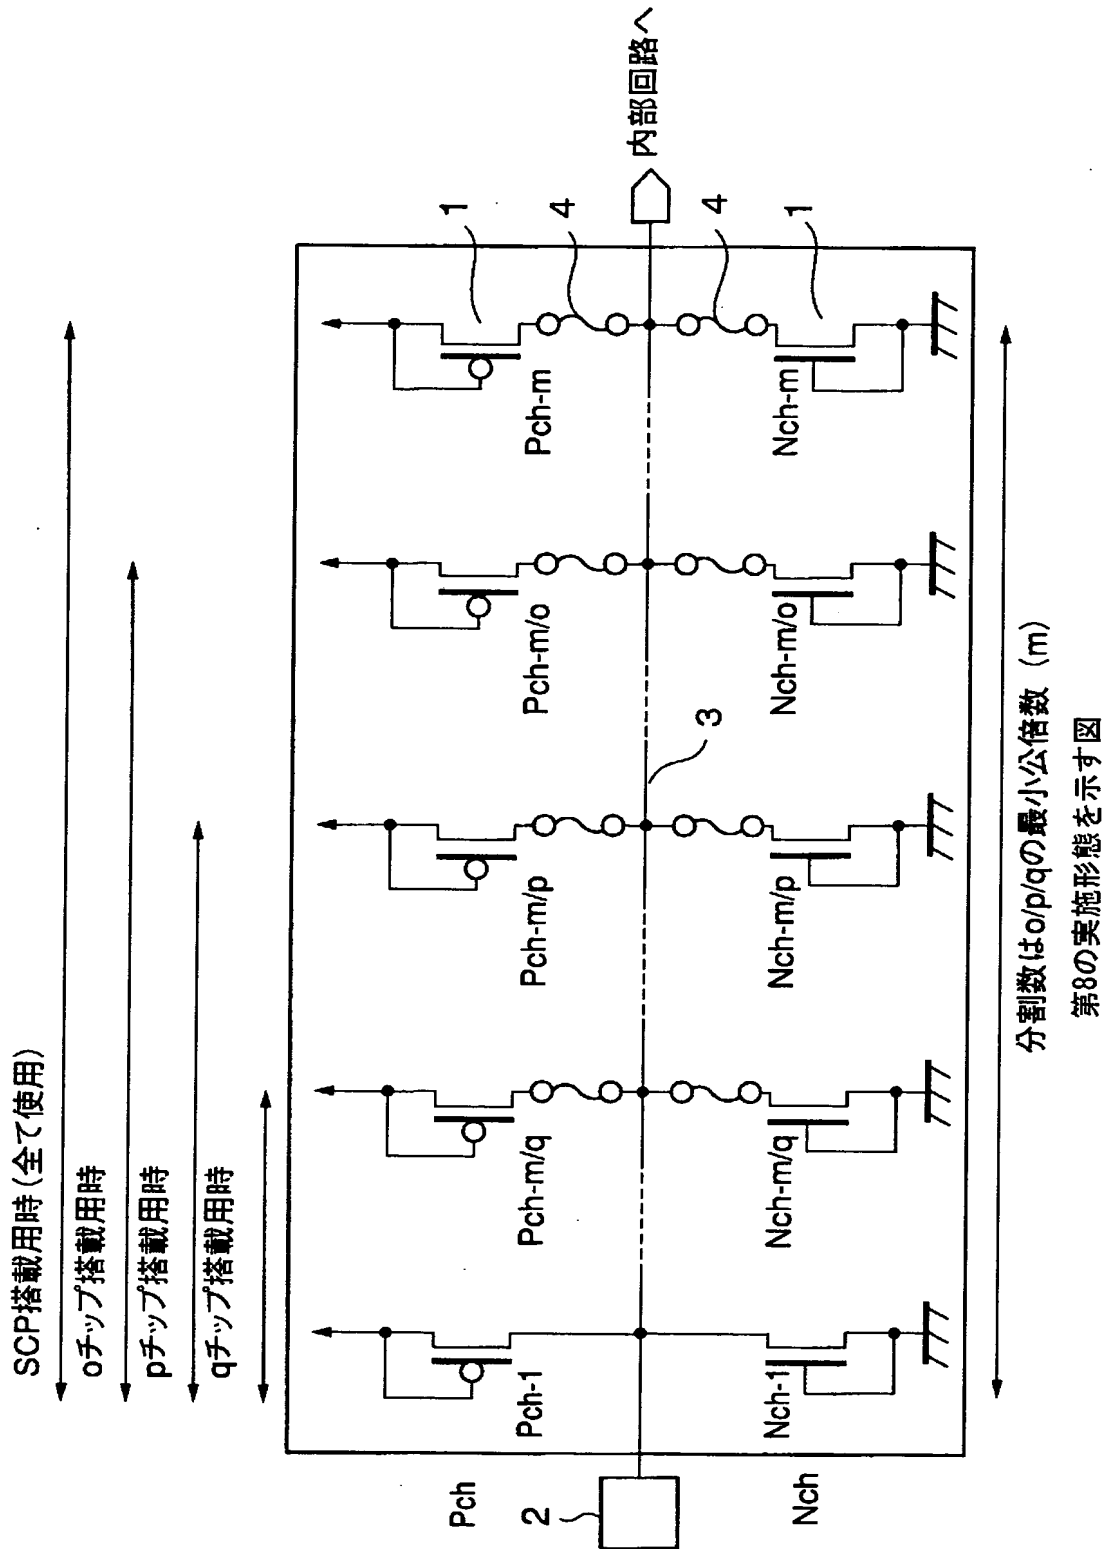 SCP搭載用時(全て使用)
oチップ搭載用時
pチップ搭載用時
qチップ搭載用時
Pch
Pch-1
Pch-m/q
Pch-m/p
Pch-m/o
Pch-m
1
4
2
3
内部回路へ
4
1
Nch
Nch-1
Nch-m/q
Nch-m/p
Nch-m/o
Nch-m
分割数はo/p/qの最小公倍数 (m)
第8の実施形態を示す図